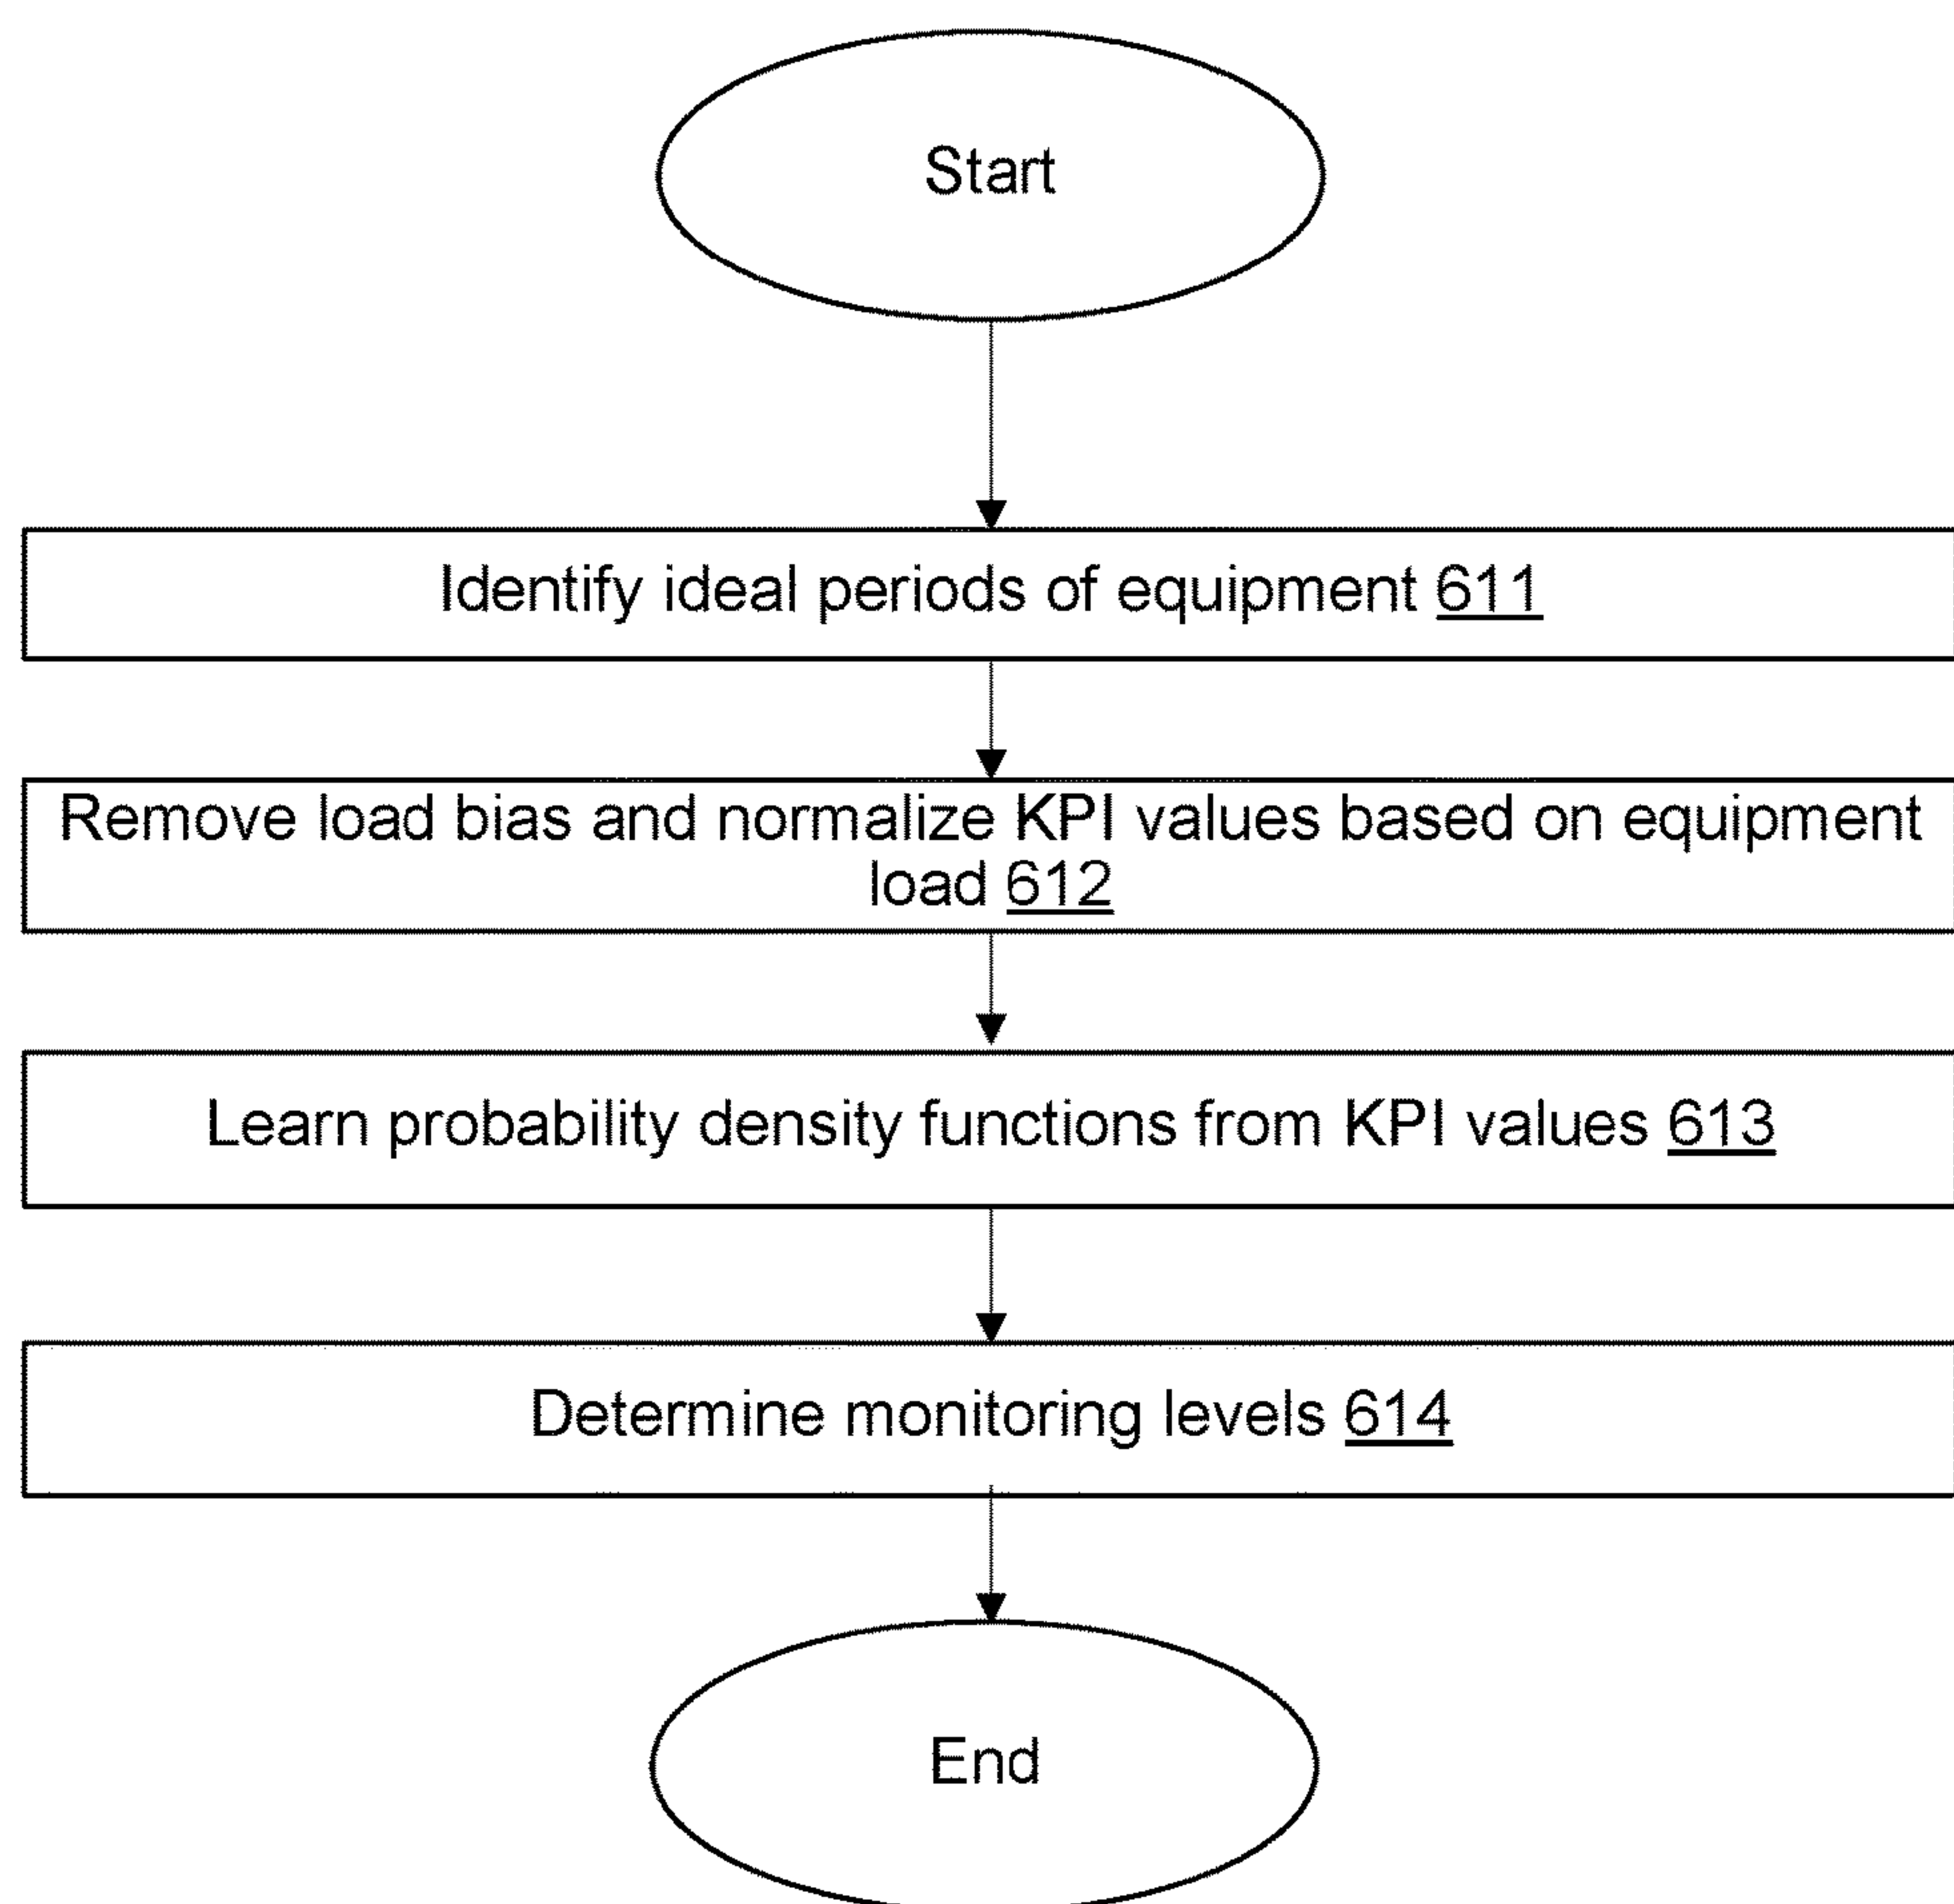 Start
Identify ideal periods of equipment 611
Remove load bias and normalize KPI values based on equipment
load 612
Learn probability density functions from KPI values 613
Determine monitoring levels 614
End